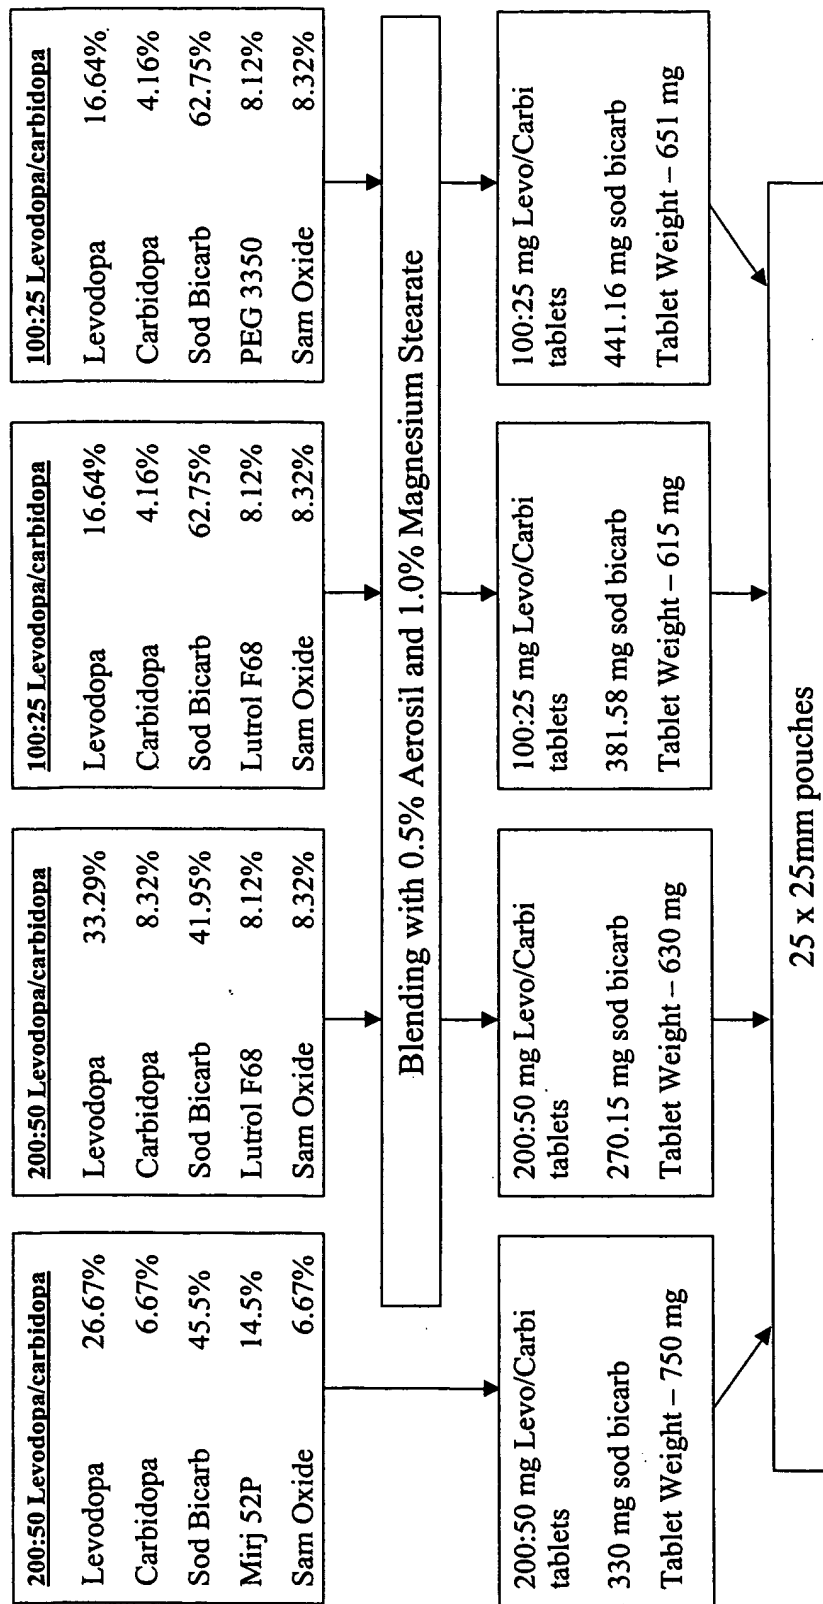 200:50 Levodopa/carbidopa
Levodopa 26.67%
Carbidopa 6.67%
Sod Bicarb 45.5%
Mirj 52P 14.5%
Sam Oxide 6.67%
200:50 Levodopa/carbidopa
Levodopa 33.29%
Carbidopa 8.32%
Sod Bicarb 41.95%
Lutrol F68 8.12%
Sam Oxide 8.32%
100:25 Levodopa/carbidopa
Levodopa 16.64%
Carbidopa 4.16%
Sod Bicarb 62.75%
Lutrol F68 8.12%
Sam Oxide 8.32%
100:25 Levodopa/carbidopa
Levodopa 16.64%
Carbidopa 4.16%
Sod Bicarb 62.75%
PEG 3350 8.12%
Sam Oxide 8.32%
Blending with 0.5% Aerosil and 1.0% Magnesium Stearate
200:50 mg Levo/Carbi
tablets
330 mg sod bicarb
Tablet Weight – 750 mg
200:50 mg Levo/Carbi
tablets
270.15 mg sod bicarb
Tablet Weight – 630 mg
100:25 mg Levo/Carbi
tablets
381.58 mg sod bicarb
Tablet Weight – 615 mg
100:25 mg Levo/Carbi
tablets
441.16 mg sod bicarb
Tablet Weight – 651 mg
25 x 25mm pouches